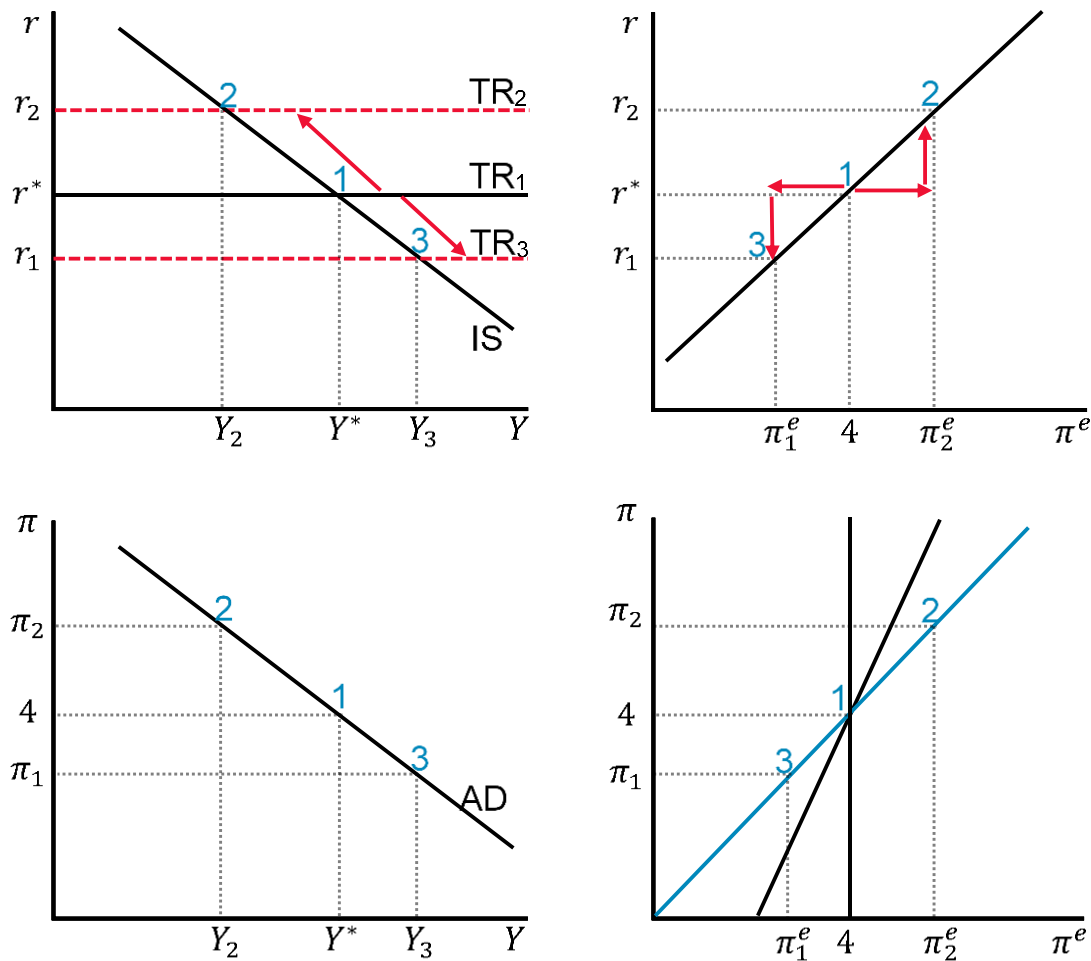 r
r₂
r*
r₁
2
1
3
TR₂
TR₁
TR₃
IS
Y₂
Y*
Y₃
Y
r
r₂
r*
r₁
2
1
3
π₁ᵉ
4
π₂ᵉ
πᵉ
π
π₂
4
π₁
2
1
3
AD
Y₂
Y*
Y₃
Y
π
π₂
4
π₁
2
1
3
π₁ᵉ
4
π₂ᵉ
πᵉ